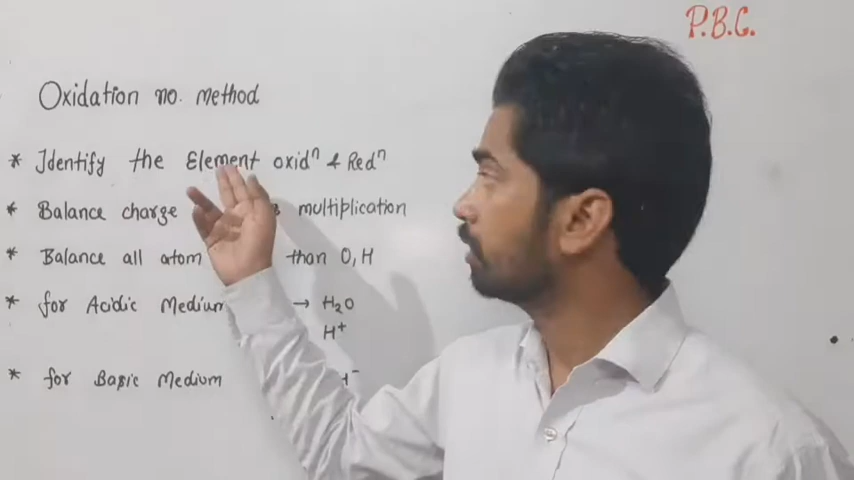 P.B.C.
Oxidation no. method
* Identify the Element oxidⁿ & Redⁿ
* Balance charge multiplication
* Balance all atom than O, H
* for Acidic Medium → H₂O
H⁺
* for Basic Medium